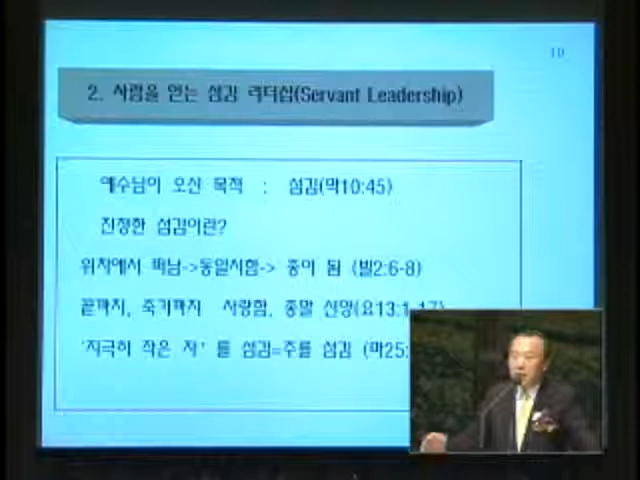 10
2. 사람을 얻는 섬김 리더십(Servant Leadership)
예수님이 오신 목적 : 섬김(막10:45)
진정한 섬김이란?
위치에서 떠남->동일시함-> 종이 됨 (빌2:6-8)
끝까지, 죽기까지 사랑함, 종말 신앙(요13:1-17)
'지극히 작은 자' 를 섬김=주를 섬김 (마25: